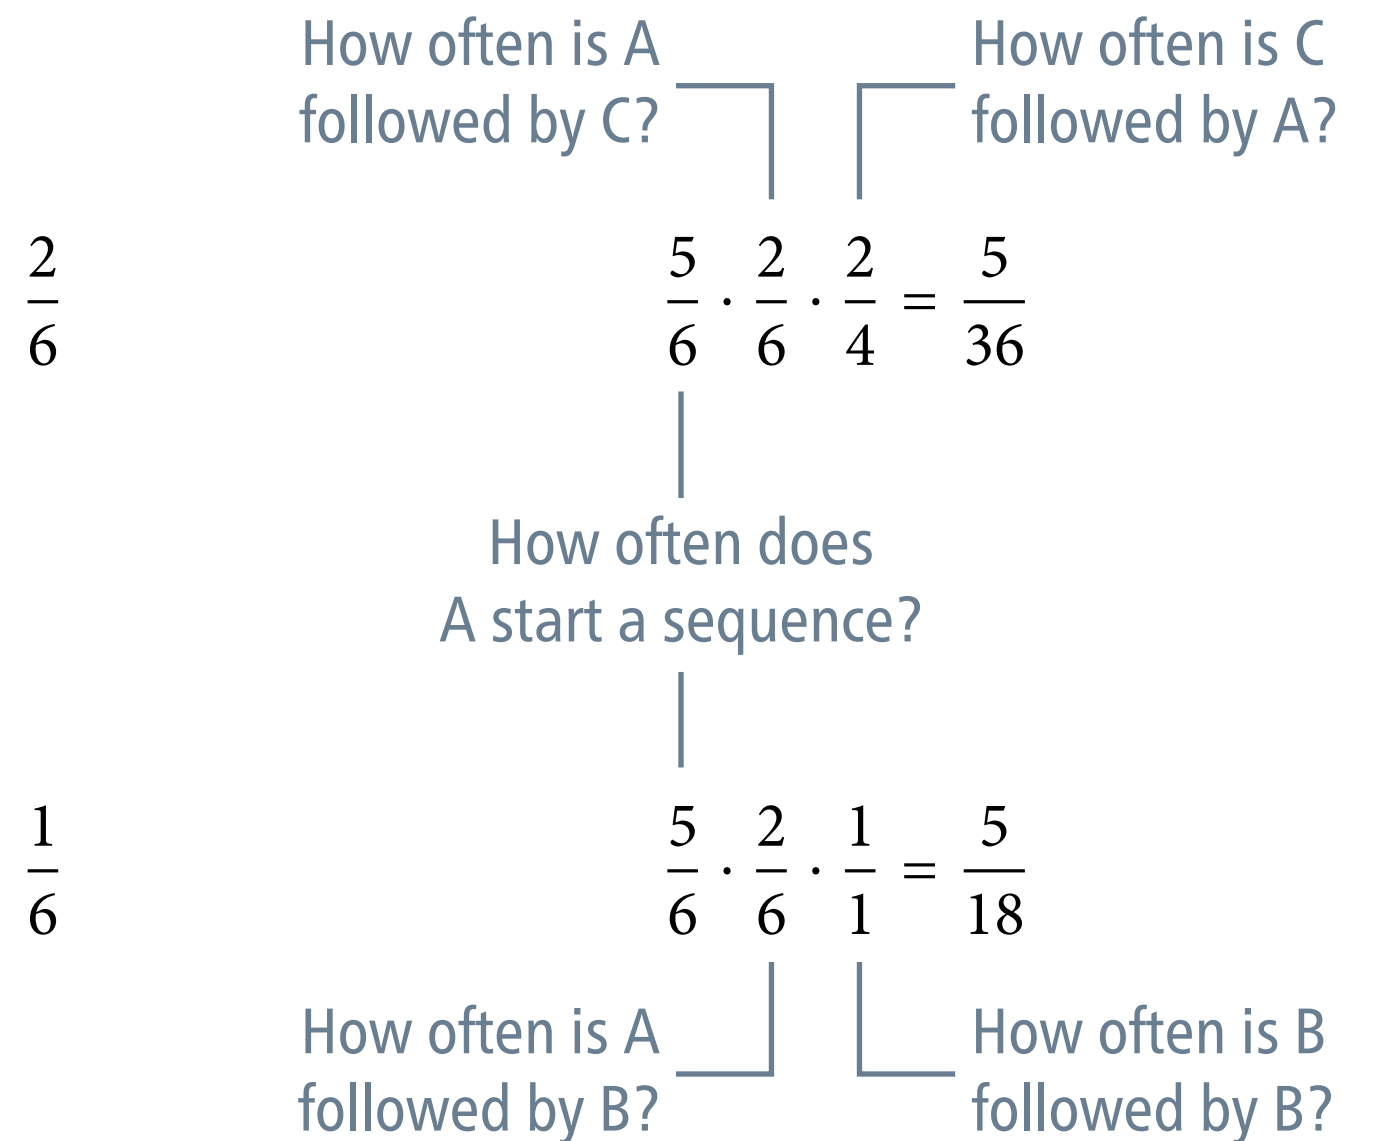 How often is A
followed by C?
How often is C
followed by A?
2/6
5/6 · 2/6 · 2/4 = 5/36
How often does
A start a sequence?
1/6
5/6 · 2/6 · 1/1 = 5/18
How often is A
followed by B?
How often is B
followed by B?